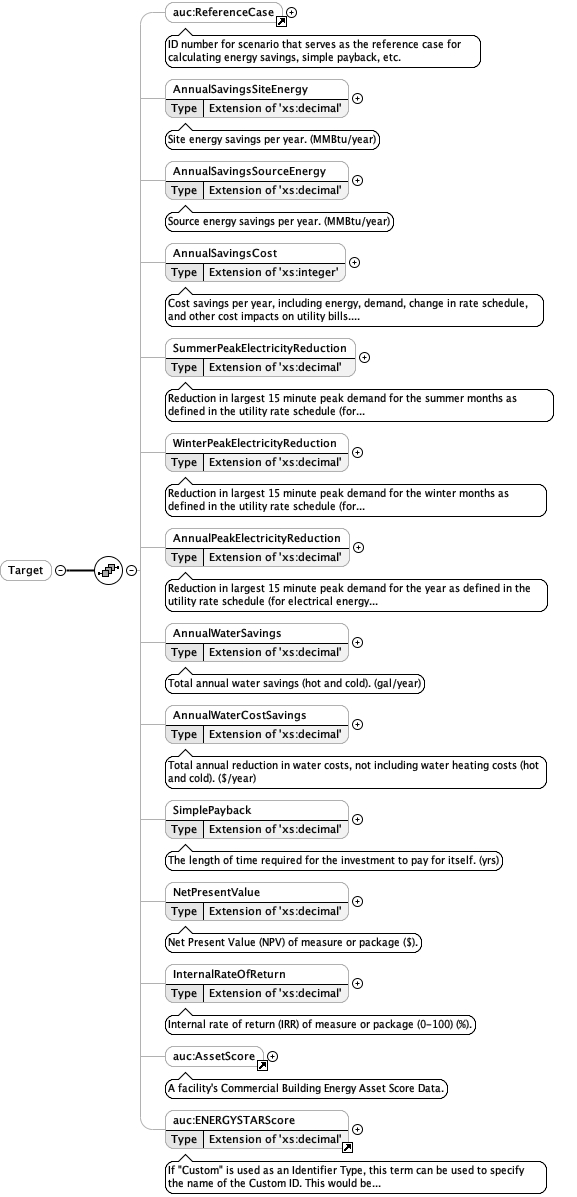 auc:ReferenceCase
ID number for scenario that serves as the reference case for
calculating energy savings, simple payback, etc.
AnnualSavingsSiteEnergy
Type Extension of 'xs:decimal'
Site energy savings per year. (MMBtu/year)
AnnualSavingsSourceEnergy
Type Extension of 'xs:decimal'
Source energy savings per year. (MMBtu/year)
AnnualSavingsCost
Type Extension of 'xs:integer'
Cost savings per year, including energy, demand, change in rate schedule,
and other cost impacts on utility bills....
SummerPeakElectricityReduction
Type Extension of 'xs:decimal'
Reduction in largest 15 minute peak demand for the summer months as
defined in the utility rate schedule (for...
WinterPeakElectricityReduction
Type Extension of 'xs:decimal'
Reduction in largest 15 minute peak demand for the winter months as
defined in the utility rate schedule (for...
AnnualPeakElectricityReduction
Type Extension of 'xs:decimal'
Target
Reduction in largest 15 minute peak demand for the year as defined in the
utility rate schedule (for electrical energy...
AnnualWaterSavings
Type Extension of 'xs:decimal'
Total annual water savings (hot and cold). (gal/year)
AnnualWaterCostSavings
Type Extension of 'xs:decimal'
Total annual reduction in water costs, not including water heating costs (hot
and cold). ($/year)
SimplePayback
Type Extension of 'xs:decimal'
The length of time required for the investment to pay for itself. (yrs)
NetPresentValue
Type Extension of 'xs:decimal'
Net Present Value (NPV) of measure or package ($).
InternalRateOfReturn
Type Extension of 'xs:decimal'
Internal rate of return (IRR) of measure or package (0-100) (%).
auc:AssetScore
A facility's Commercial Building Energy Asset Score Data.
auc:ENERGYSTARScore
Type Extension of 'xs:decimal'
If "Custom" is used as an Identifier Type, this term can be used to specify
the name of the Custom ID. This would be...